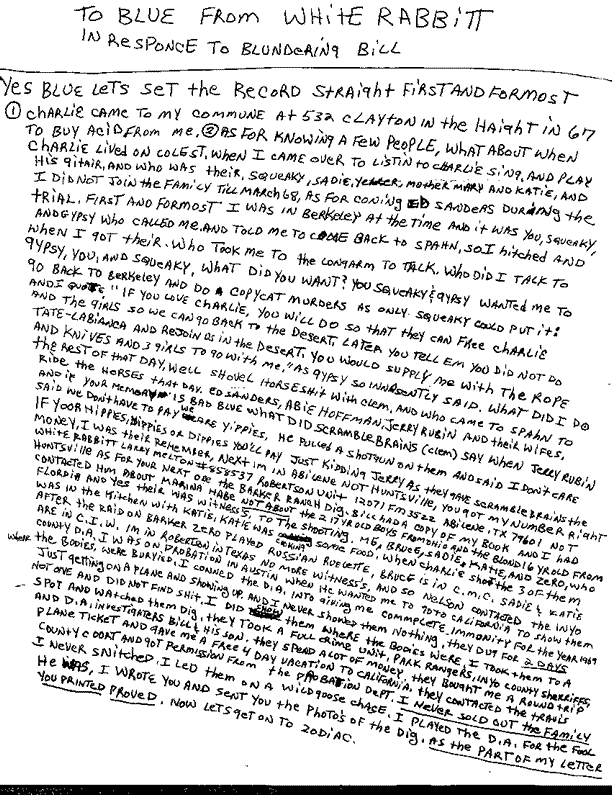 TO BLUE FROM WHITE RABBITT
IN RESPONCE TO BLUNDERING BILL
YES BLUE LETS SET the RECORD STRAIGHT FIRST AND FORMOST
① CHARLIE CAME TO MY COMMUNE AT 532 CLAYTON IN the HAIGHT IN 67
TO BUY ACID FROM ME. ② AS FOR KNOWING A FEW PEOPLE, WHAT ABOUT WHEN
CHARLIE LIVED ON COLE ST. WHEN I CAME OVER TO LISTIN TO CHARLIE SING, AND PLAY
HIS GITAIR, AND WHO WAS THEIR, SQUEAKY, SADIE, MOTHER MARY AND KATIE, AND
I DID NOT JOIN the FAMILY TILL MARCH 68, AS FOR CONING ED SANDERS DURING the
TRIAL. FIRST AND FORMOST I WAS IN BERKELEY AT the TIME AND IT WAS YOU, SQUEAKY,
AND GYPSY WHO CALLED ME, AND TOLD ME TO COME BACK TO SPAHN, SO I HITCHED AND
WHEN I GOT THEIR. WHO TOOK ME TO the LONGARM TO TALK. WHO DID I TALK TO
GYPSY, YOU, AND SQUEAKY, WHAT DID YOU WANT? YOU SQUEAKY & GYPSY WANTED ME TO
GO BACK TO BERKELEY AND DO A COPYCAT MURDERS AS ONLY SQUEAKY COULD PUT IT!
AND I QUOTE "IF YOU LOVE CHARLIE, YOU WILL DO SO THAT they CAN FREE CHARLIE
AND the GIRLS SO WE CAN GO BACK TO the DESERT. LATER YOU TELL EM YOU DID NOT DO
TATE-LABIANCA AND REJOIN US IN the DESERT. YOU WOULD SUPPLY ME WITH the ROPE
AND KNIVES AND 3 GIRLS TO GO WITH ME," AS GYPSY SO INNASENTLY SAID. WHAT DID I DO
the REST OF THAT DAY, WELL SHOVEL HORSESHIT WITH CLEM, AND WHO CAME TO SPAHN TO
RIDE the HORSES THAT DAY. ED SANDERS, ABIE HOFFMAN, JERRY RUBIN AND their WIFES,
AND IF YOUR MEMORY IS BAD BLUE WHAT DID SCRAMBLE BRAINS (CLEM) SAY WHEN JERRY RUBIN
SAID WE DONT HAVE TO PAY WE ARE YIPPIES, HE PULLED A SHOTGUN ON them AND SAID I DONT CARE
IF YOOR HIPPIES, DIPPIES OR DIPPIES YOU'LL PAY JUST KIDDING JERRY AS they GAVE SCRAMBLE BRAINS the
MONEY, I WAS their REMEMBER, NEXT IM IN ABILENE NOT HUNTSVILLE, YOU GOT MY NUMBER RIGHT
WHITE RABBITT LARRY MELTON #858537 ROBERTSON UNIT 12071 FM 3522 ABILENE, TX 79601 NOT
HUNTSVILLE AS FOR YOUR NEXT ONE the BARKER RANCH DIG, BILL HAD A COPY OF MY BOOK AND I HAD
CONTACTED HIM ABOUT MARINA HABE NOT ABOUT the 2 17 YR OLD BOYS FROM OHIO AND the BLOND 16 YR OLD FROM
FLORDIA AND YES their WAS WITNESS'S TO the SHOOTING. ME, BRUCE, SADIE, KATIE, AND ZERO, WHO
WAS IN the KITCHEN WITH KATIE, KATIE WAS SOME FOOD. WHEN CHARLIE SHOT the 3 OF them
AFTER the RAID ON BARKER ZERO PLAYED RUSSIAN RUELETTE, BRUCE IS IN C.M.C. SADIE & KATIE
ARE IN C.I.W. IM IN ROBERTSON IN TEXAS NO MORE WITNESS'S, AND SO NELSON CONTACTED the INYO
COUNTY D.A. I WAS ON PROBATION IN AUSTIN WHEN HE WANTED ME TO GO TO CALIFORNIA TO SHOW them
WHERE the BODIES WERE BURIED. I CONNED the D.A. INTO GIVING ME COMMPLETE IMMUNITY FOR the YEAR 1969
JUST GETTING ON A PLANE AND SHOWING UP, AND I NEVER SHOWED them NOTHING, they DUG FOR 2 DAYS
NOT ONE AND DID NOT FIND SHIT. I DID SHOW them WHERE the BODIES WERE, I TOOK them TO A
SPOT AND WATCHED them DIG, they TOOK A FULL CRIME UNIT, PARK RANGERS, INYO COUNTY SHERRIFFS,
AND D.A. INVESTIGATERS BILL & HIS SON. they SPEND A LOT OF MONEY, they BOUGHT ME A ROUND TRIP
PLANE TICKET AND GAVE ME A FREE 4 DAY VACATION TO CALIFORNIA, they CONTACTED the TRAVIS
COUNTY COORT AND GOT PERMISSION FROM the PROBATION DEPT. I NEVER SOLD OUT the FAMILY
I NEVER SNITCHED. I LED them ON A WILD GOOSE CHASE. I PLAYED the D.A. FOR the FOOL
HE WAS, I WROTE YOU AND SENT YOU the PHOTO'S OF the DIG. AS the PART OF MY LETTER
YOU PRINTED PROVED. NOW LETS GET ON TO ZODIAC.